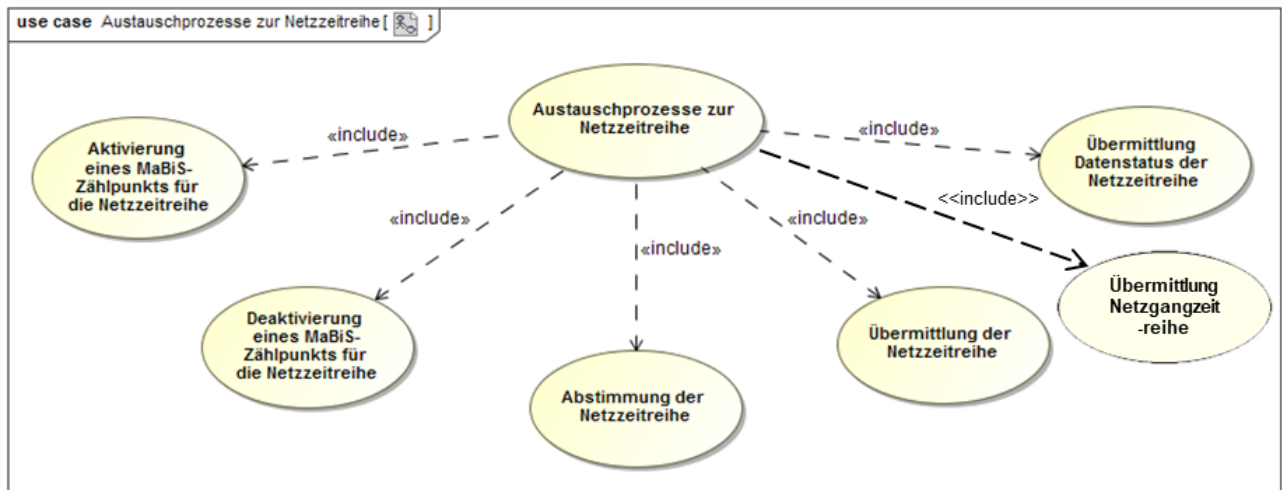 use case Austauschprozesse zur Netzzeitreihe [ ]
Austauschprozesse zur
Netzzeitreihe
«include»
Aktivierung
eines MaBiS-
Zählpunkts für
die Netzzeitreihe
«include»
Deaktivierung
eines MaBiS-
Zählpunkts für
die Netzzeitreihe
«include»
Abstimmung der
Netzzeitreihe
«include»
Übermittlung der
Netzzeitreihe
<<include>>
Übermittlung
Netzgangzeit
-reihe
«include»
Übermittlung
Datenstatus der
Netzzeitreihe